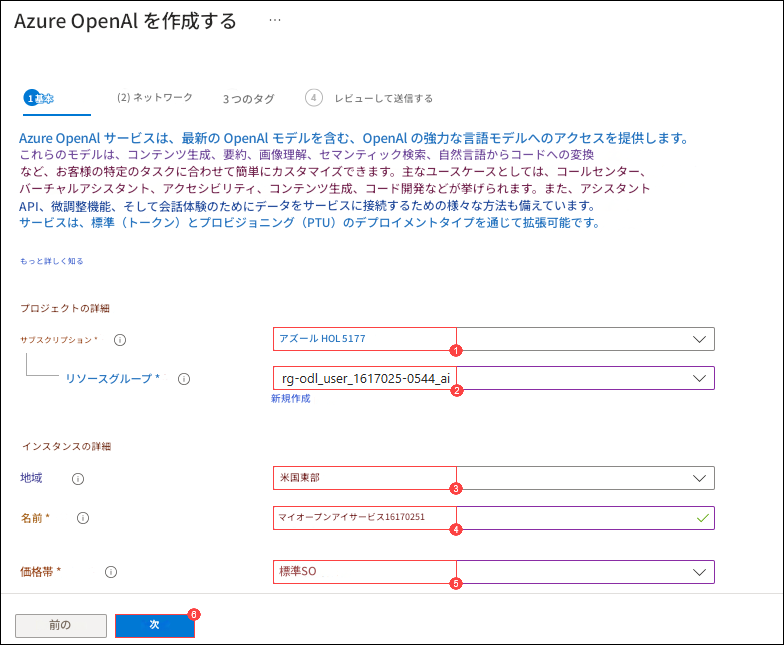 Azure OpenAI を作成する ...
1 基本 (2) ネットワーク 3 つのタグ 4 レビューして送信する
Azure OpenAI サービスは、最新の OpenAI モデルを含む、OpenAI の強力な言語モデルへのアクセスを提供します。
これらのモデルは、コンテンツ生成、要約、画像理解、セマンティック検索、自然言語からコードへの変換
など、お客様の特定のタスクに合わせて簡単にカスタマイズできます。主なユースケースとしては、コールセンター、
バーチャルアシスタント、アクセシビリティ、コンテンツ生成、コード開発などが挙げられます。また、アシスタント
API、微調整機能、そして会話体験のためにデータをサービスに接続するための様々な方法も備えています。
サービスは、標準（トークン）とプロビジョニング（PTU）のデプロイメントタイプを通じて拡張可能です。
もっと詳しく知る
プロジェクトの詳細
サブスクリプション * アズール HOL 5177
1
リソースグループ * rg-odl_user_1617025-0544_ai
2
新規作成
インスタンスの詳細
地域 米国東部
3
名前 * マイオープンアイサービス16170251
4
価格帯 * 標準SO
5
6
前の 次